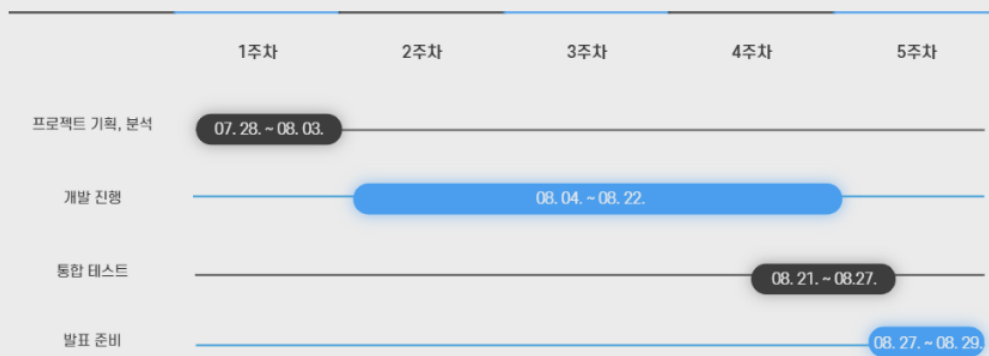 1주차 2주차 3주차 4주차 5주차
프로젝트 기획, 분석 07. 28. ~ 08. 03.
개발 진행 08. 04. ~ 08. 22.
통합 테스트 08. 21. ~ 08.27.
발표 준비 08. 27. ~ 08. 29.